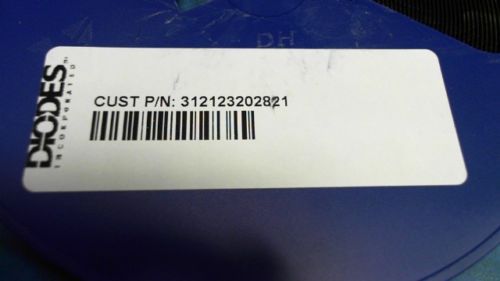 DH
DIODES
INCORPORATED
CUST P/N: 312123202821